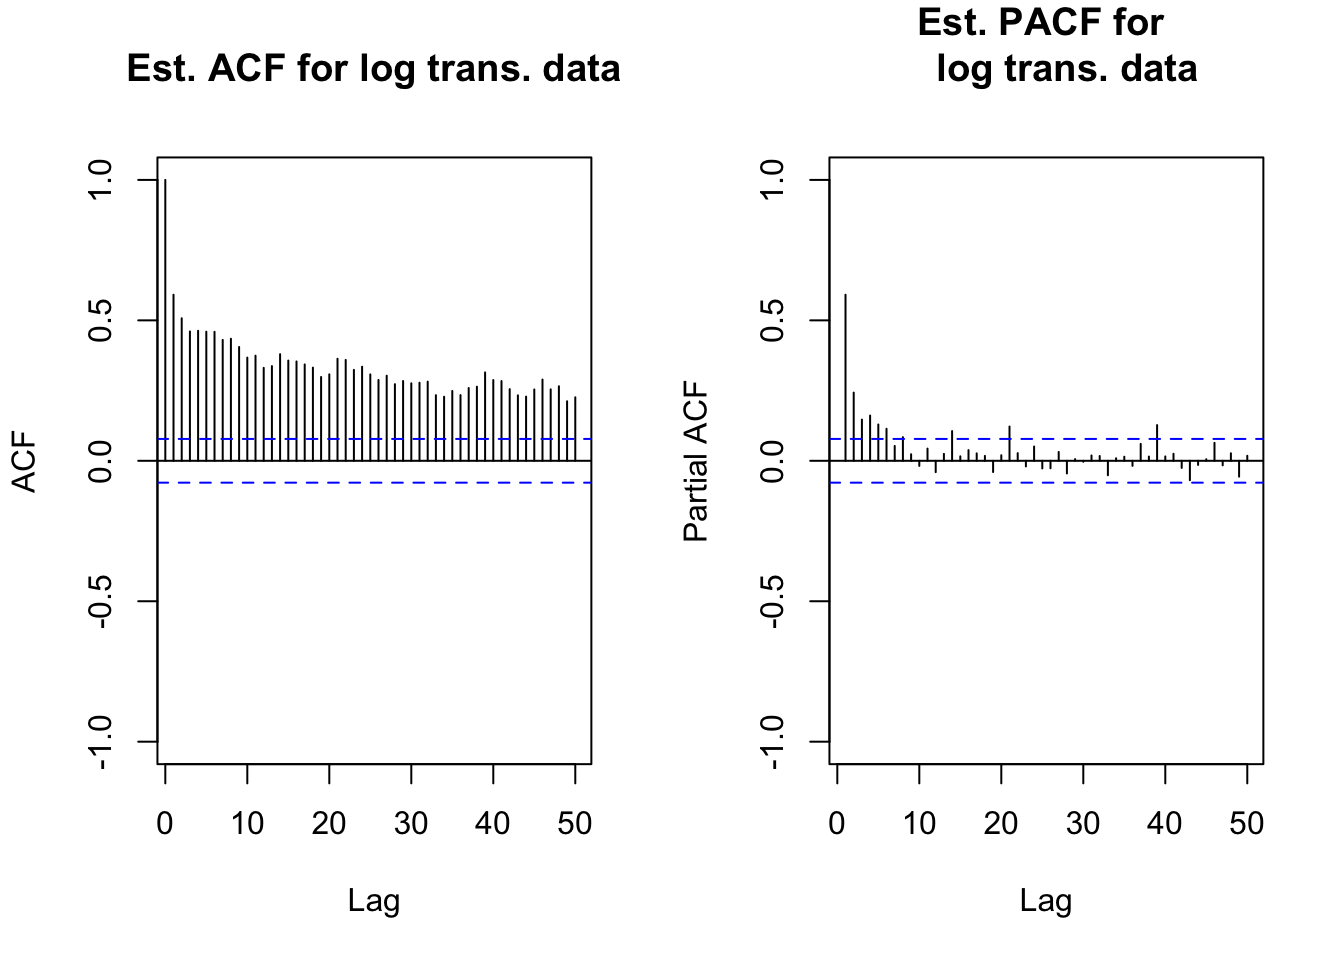 Est. ACF for log trans. data
ACF
1.0
0.5
0.0
-0.5
-1.0
0 10 20 30 40 50
Lag
Est. PACF for
log trans. data
Partial ACF
1.0
0.5
0.0
-0.5
-1.0
0 10 20 30 40 50
Lag